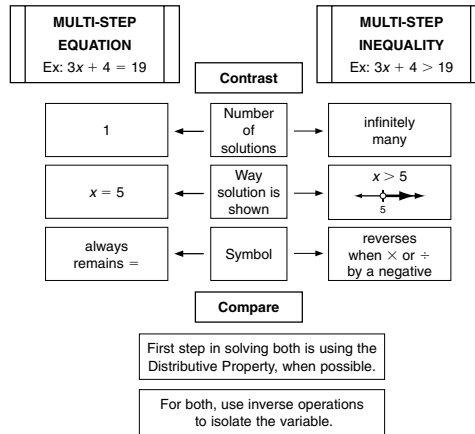 MULTI-STEP
EQUATION
Ex: 3x + 4 = 19
MULTI-STEP
INEQUALITY
Ex: 3x + 4 > 19
Contrast
1
Number
of
solutions
infinitely
many
x = 5
Way
solution is
shown
x > 5
5
always
remains =
Symbol
reverses
when × or ÷
by a negative
Compare
First step in solving both is using the
Distributive Property, when possible.
For both, use inverse operations
to isolate the variable.